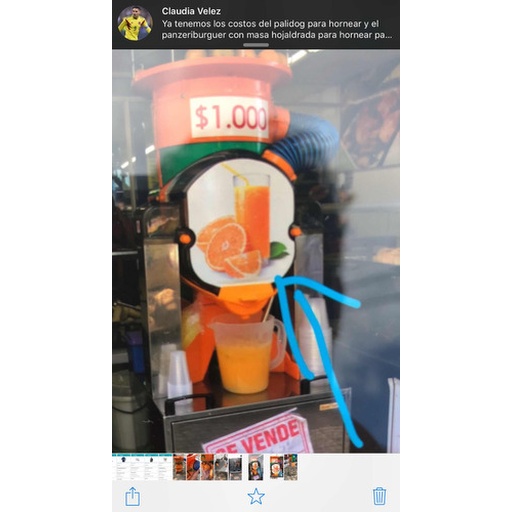 Claudia Velez
Ya tenemos los costos del palidog para hornear y el
panzeriburguer con masa hojaldrada para hornear pa...
$1.000
SE VENDE